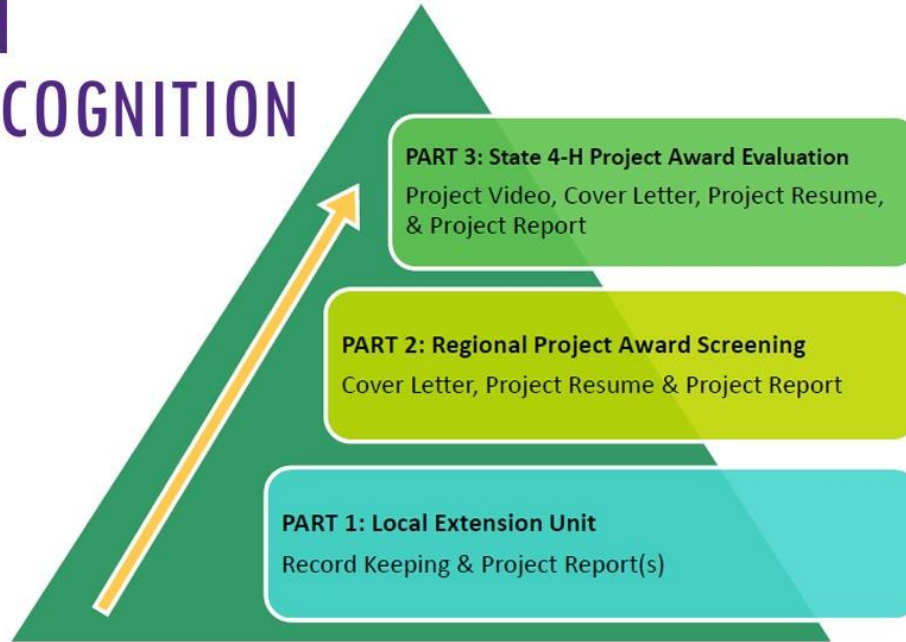 COGNITION
PART 3: State 4-H Project Award Evaluation
Project Video, Cover Letter, Project Resume,
& Project Report
PART 2: Regional Project Award Screening
Cover Letter, Project Resume & Project Report
PART 1: Local Extension Unit
Record Keeping & Project Report(s)